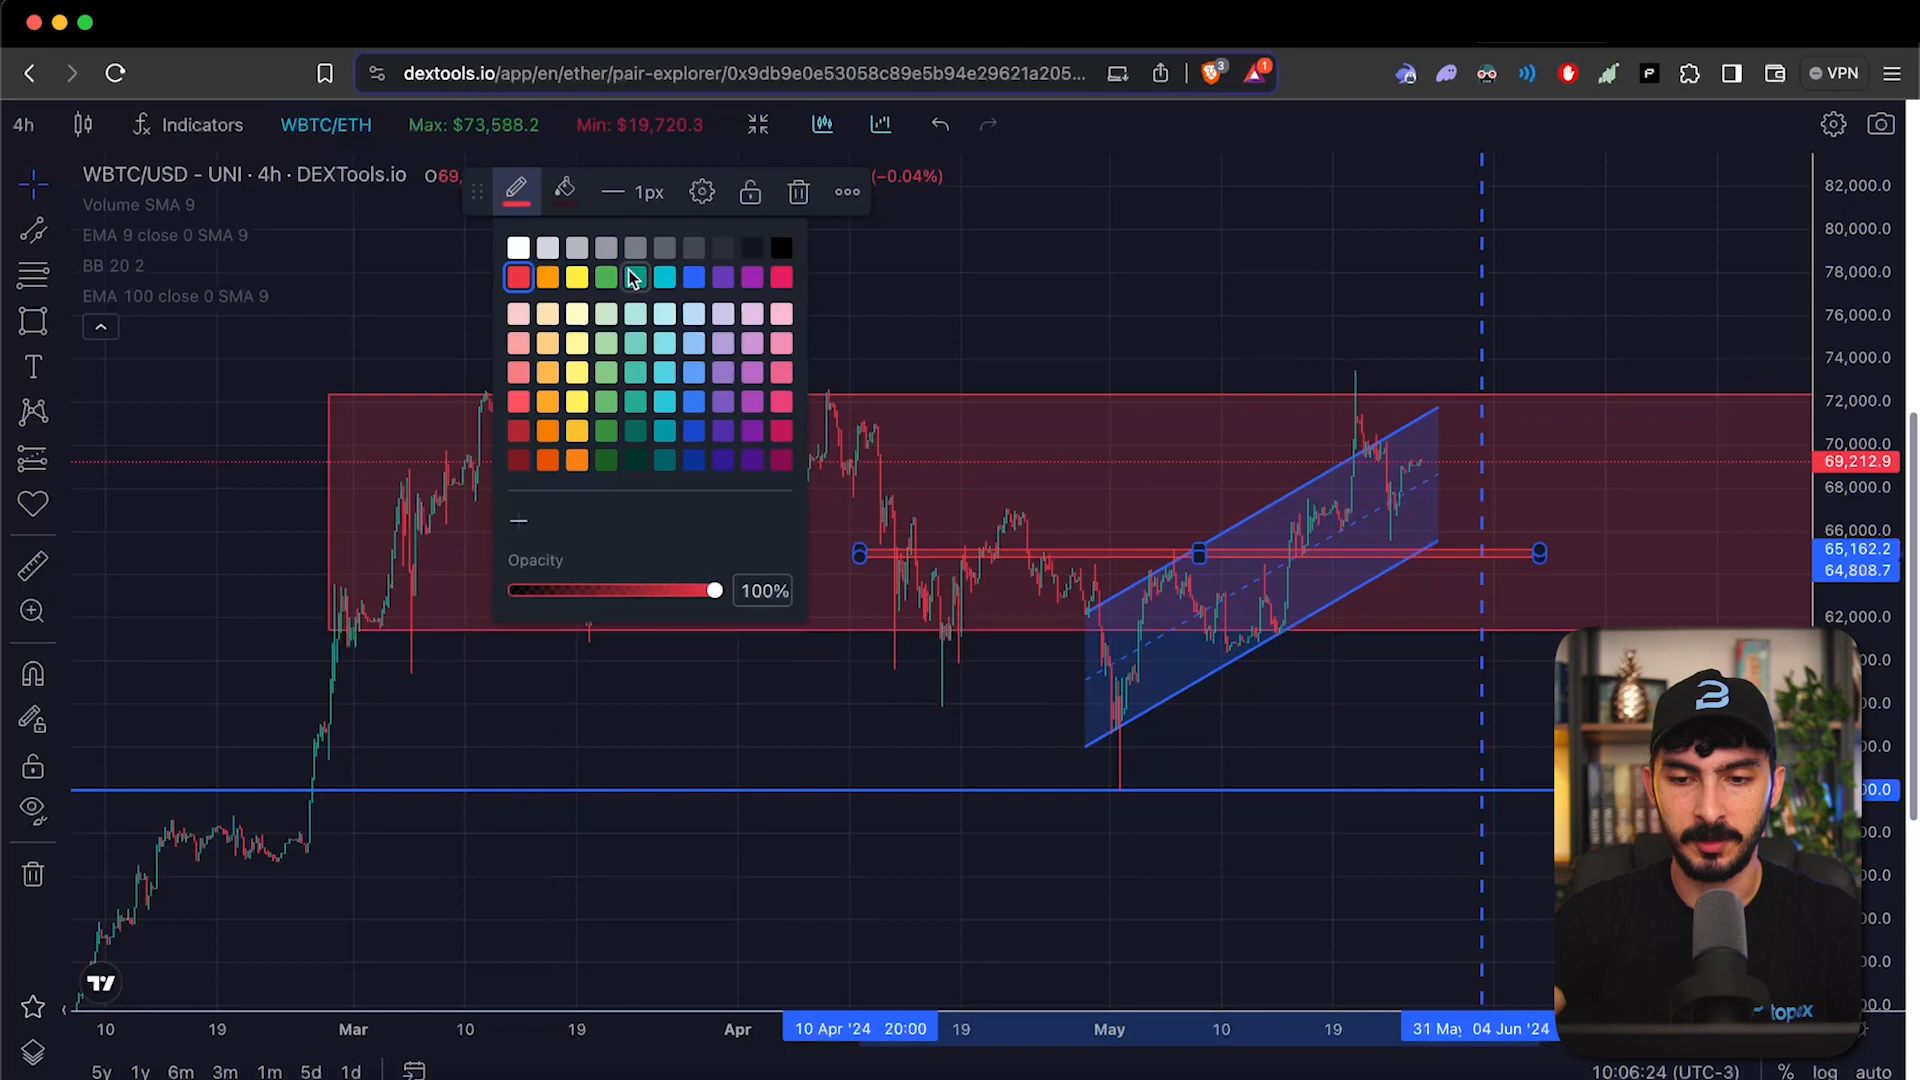 dextools.io/app/en/ether/pair-explorer/0x9db9e0e53058c89e5b94e29621a205...
3
1
VPN
4h
Indicators
WBTC/ETH
Max: $73,588.2
Min: $19,720.3
WBTC/USD - UNI · 4h · DEXTools.io
O69,
(−0.04%)
1px
Volume SMA 9
EMA 9 close 0 SMA 9
BB 20 2
EMA 100 close 0 SMA 9
Opacity
100%
82,000.0
80,000.0
78,000.0
76,000.0
74,000.0
72,000.0
70,000.0
69,212.9
68,000.0
66,000.0
65,162.2
64,808.7
62,000.0
00.0
10
19
Mar
10
19
Apr
10 Apr '24 20:00
19
May
10
19
31 May
04 Jun '24
5y
1y
6m
3m
1m
5d
1d
10:06:24 (UTC-3)
%
log
auto